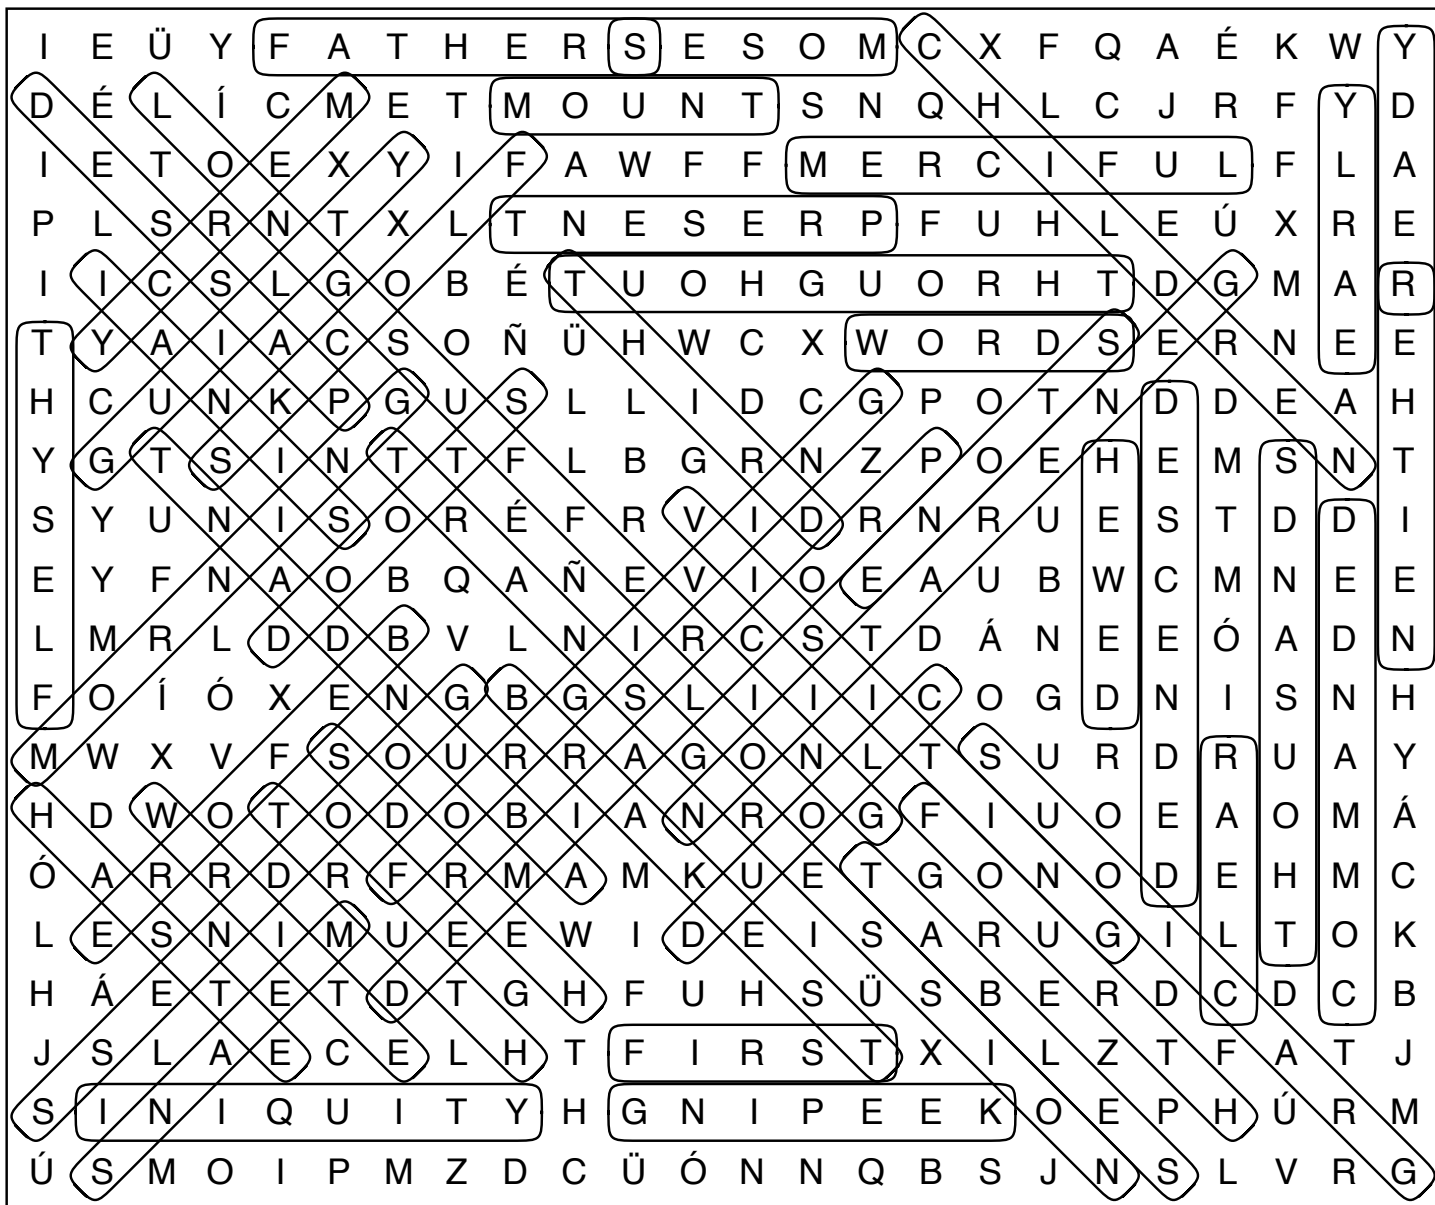 I E Ü Y F A T H E R S E S O M C X F Q A É K W Y
D É L Í C M E T M O U N T S N Q H L C J R F Y D
I E T O E X Y I F A W F F M E R C I F U L F L A
P L S R N T X L T N E S E R P F U H L E Ú X R E
I I C S L G O B É T U O H G U O R H T D G M A R
T Y A I A C S O Ñ Ü H W C X W O R D S E R N E E
H C U N K P G U S L L I D C G P O T N D D E A H
Y G T S I N T T F L B G R N Z P O E H E M S N T
S Y U N I S O R É F R V I D R N R U E S T D D I
E Y F N A O B Q A Ñ E V I O E A U B W C M N E E
L M R L D D B V L N I R C S T D Á N E E Ó A D N
F O Í Ó X E N G B G S L I I I C O G D N I S N H
M W X V F S O U R R A G O N L T S U R D R U A Y
H D W O T O D O B I A N R O G F I U O E A O M Á
Ó A R R D R F R M A M K U E T G O N O D E H M C
L E S N I M U E E W I D E I S A R U G I L T O K
H Á E T E T D T G H F U H S Ü S B E R D C D C B
J S L A E C E L H T F I R S T X I L Z T F A T J
S I N I Q U I T Y H G N I P E E K O E P H Ú R M
Ú S M O I P M Z D C Ü Ó N N Q B S J N S L V R G